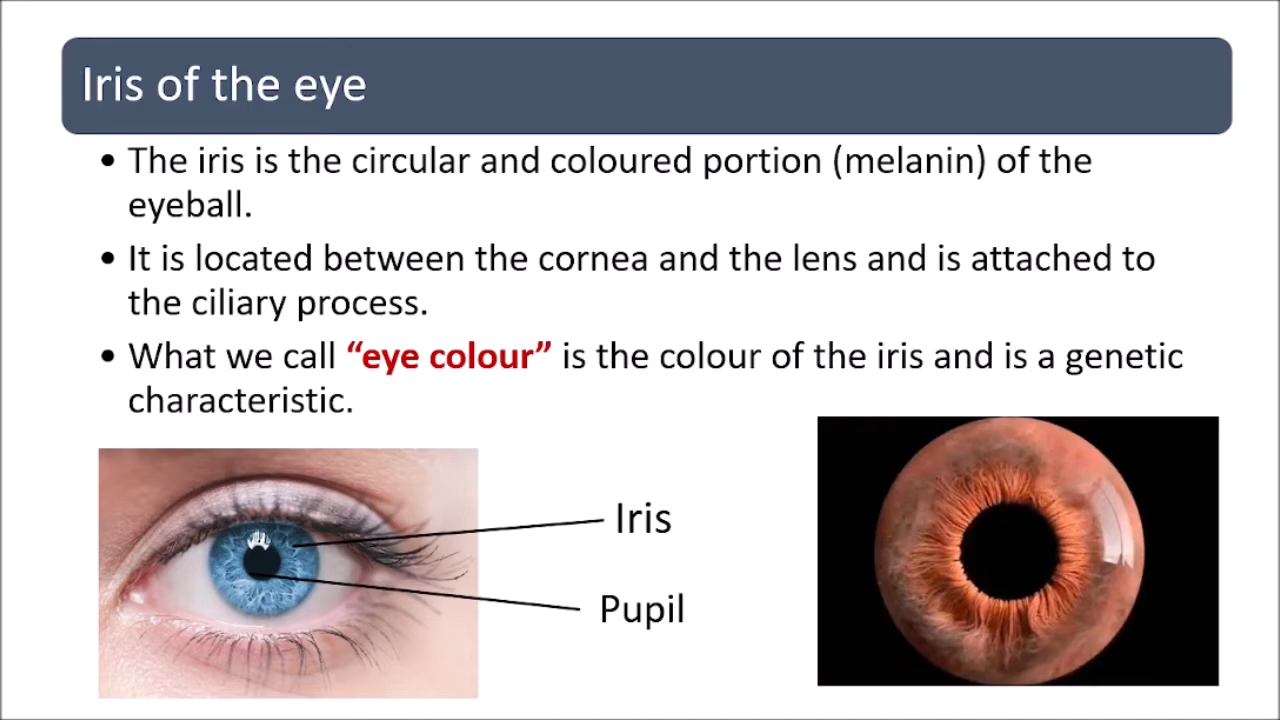 Iris of the eye
• The iris is the circular and coloured portion (melanin) of the
eyeball.
• It is located between the cornea and the lens and is attached to
the ciliary process.
• What we call “eye colour” is the colour of the iris and is a genetic
characteristic.
Iris
Pupil